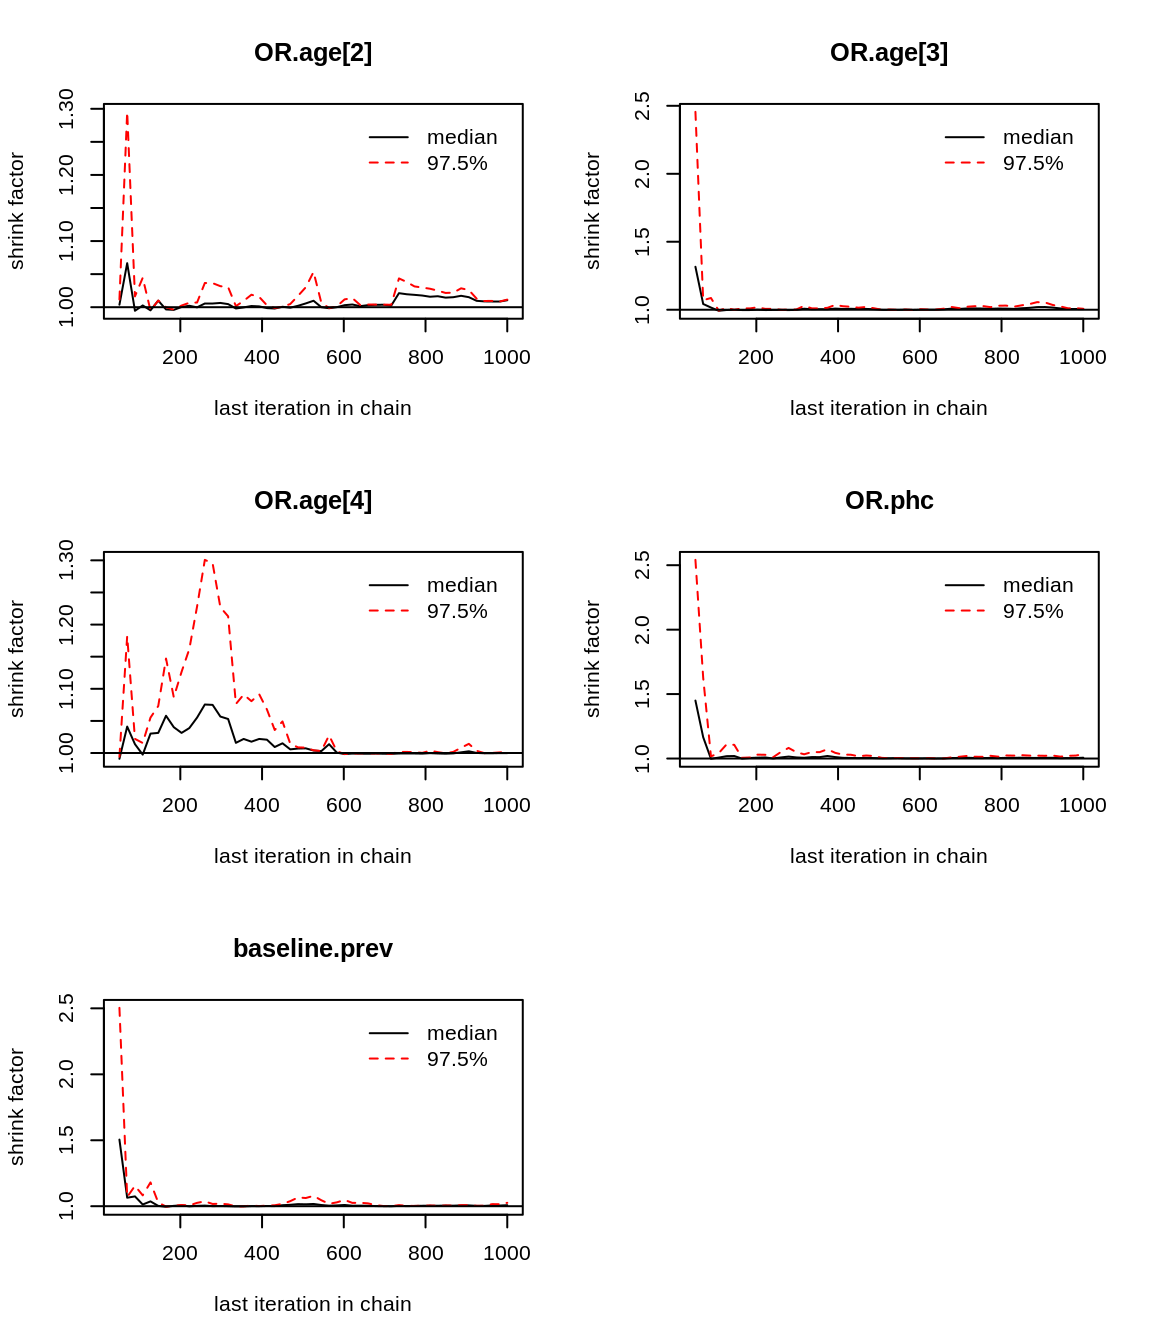 OR.age[2]
shrink factor
1.00 1.10 1.20 1.30
median
97.5%
200 400 600 800 1000
last iteration in chain
OR.age[3]
shrink factor
1.0 1.5 2.0 2.5
median
97.5%
200 400 600 800 1000
last iteration in chain
OR.age[4]
shrink factor
1.00 1.10 1.20 1.30
median
97.5%
200 400 600 800 1000
last iteration in chain
OR.phc
shrink factor
1.0 1.5 2.0 2.5
median
97.5%
200 400 600 800 1000
last iteration in chain
baseline.prev
shrink factor
1.0 1.5 2.0 2.5
median
97.5%
200 400 600 800 1000
last iteration in chain